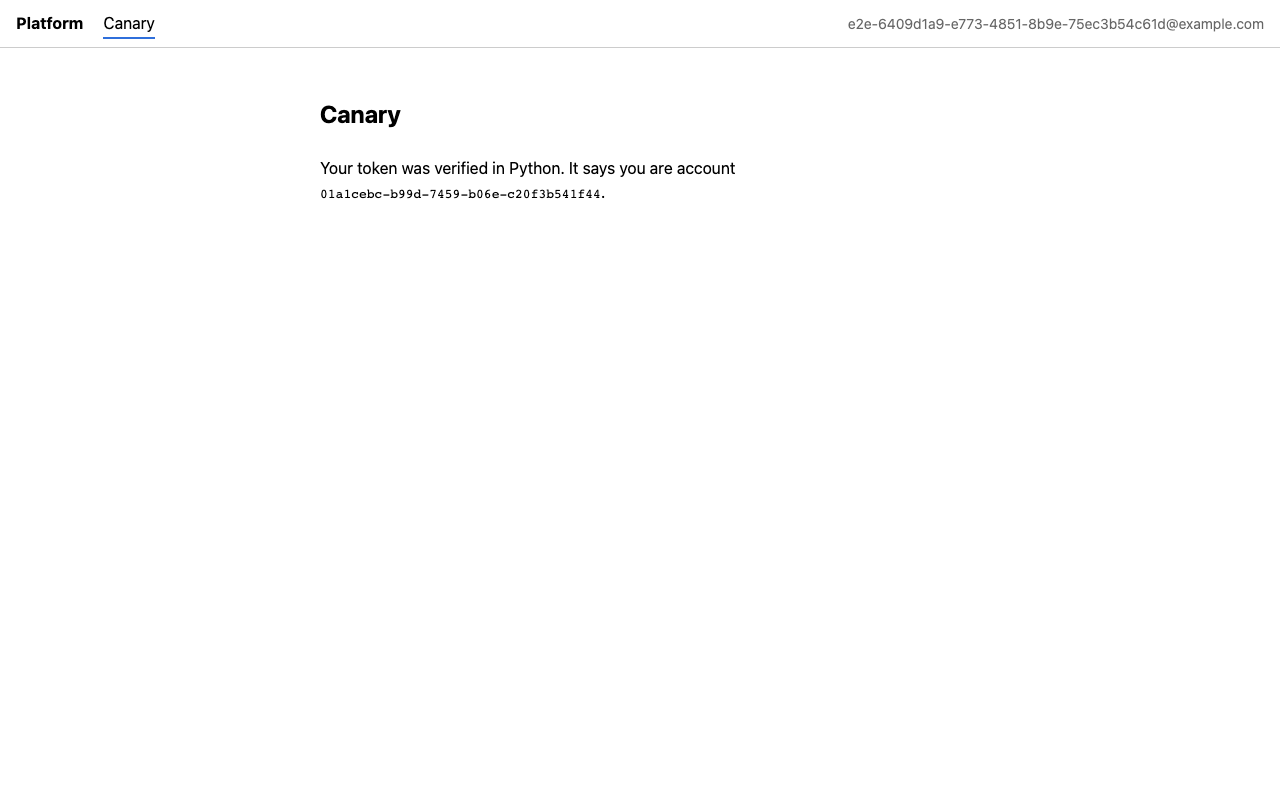 Platform Canary e2e-6409d1a9-e773-4851-8b9e-75ec3b54c61d@example.com
Canary
Your token was verified in Python. It says you are account
01a1cebc-b99d-7459-b06e-c20f3b541f44.